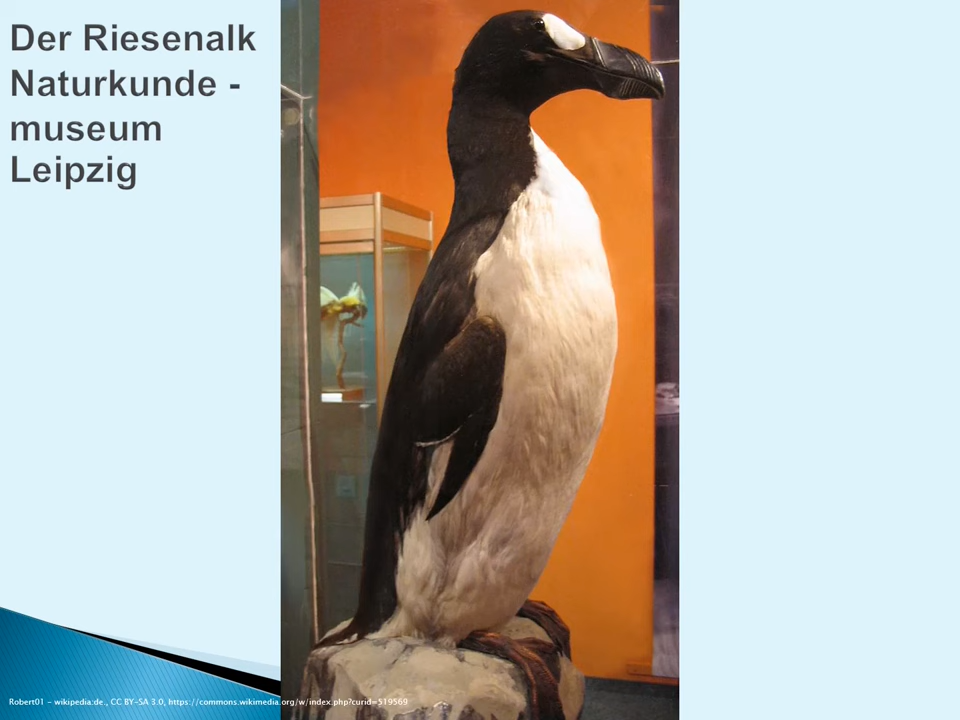 Der Riesenalk
Naturkunde -
museum
Leipzig
Robert01 - wikipedia:de., CC BY-SA 3.0, https://commons.wikimedia.org/w/index.php?curid=519569